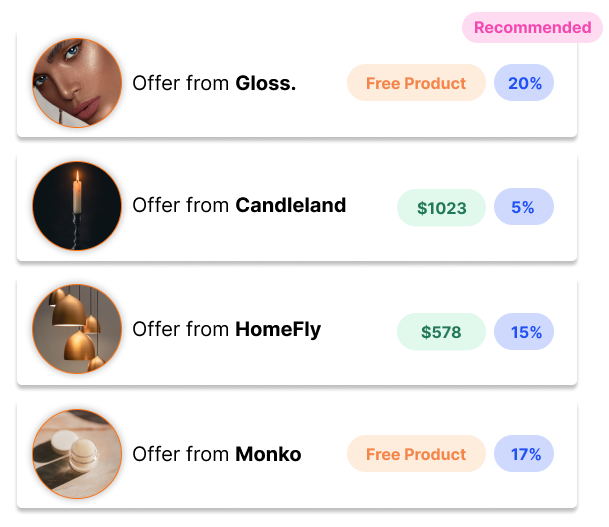 Recommended
Offer from Gloss. Free Product 20%
Offer from Candleland $1023 5%
Offer from HomeFly $578 15%
Offer from Monko Free Product 17%